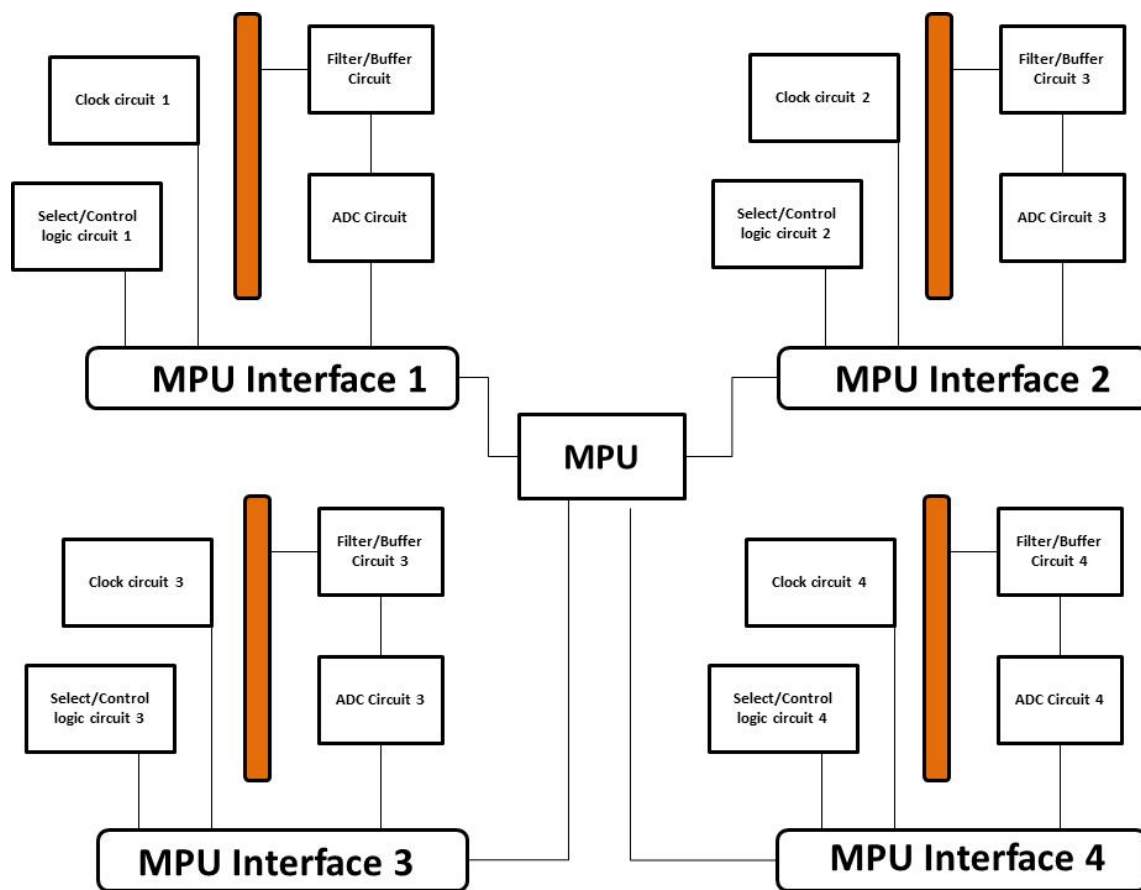 Filter/Buffer
Circuit
Clock circuit 1
Select/Control
logic circuit 1
ADC Circuit
MPU Interface 1
Filter/Buffer
Circuit 3
Clock circuit 2
Select/Control
logic circuit 2
ADC Circuit 3
MPU Interface 2
MPU
Filter/Buffer
Circuit 3
Clock circuit 3
Select/Control
logic circuit 3
ADC Circuit 3
MPU Interface 3
Filter/Buffer
Circuit 4
Clock circuit 4
Select/Control
logic circuit 4
ADC Circuit 4
MPU Interface 4